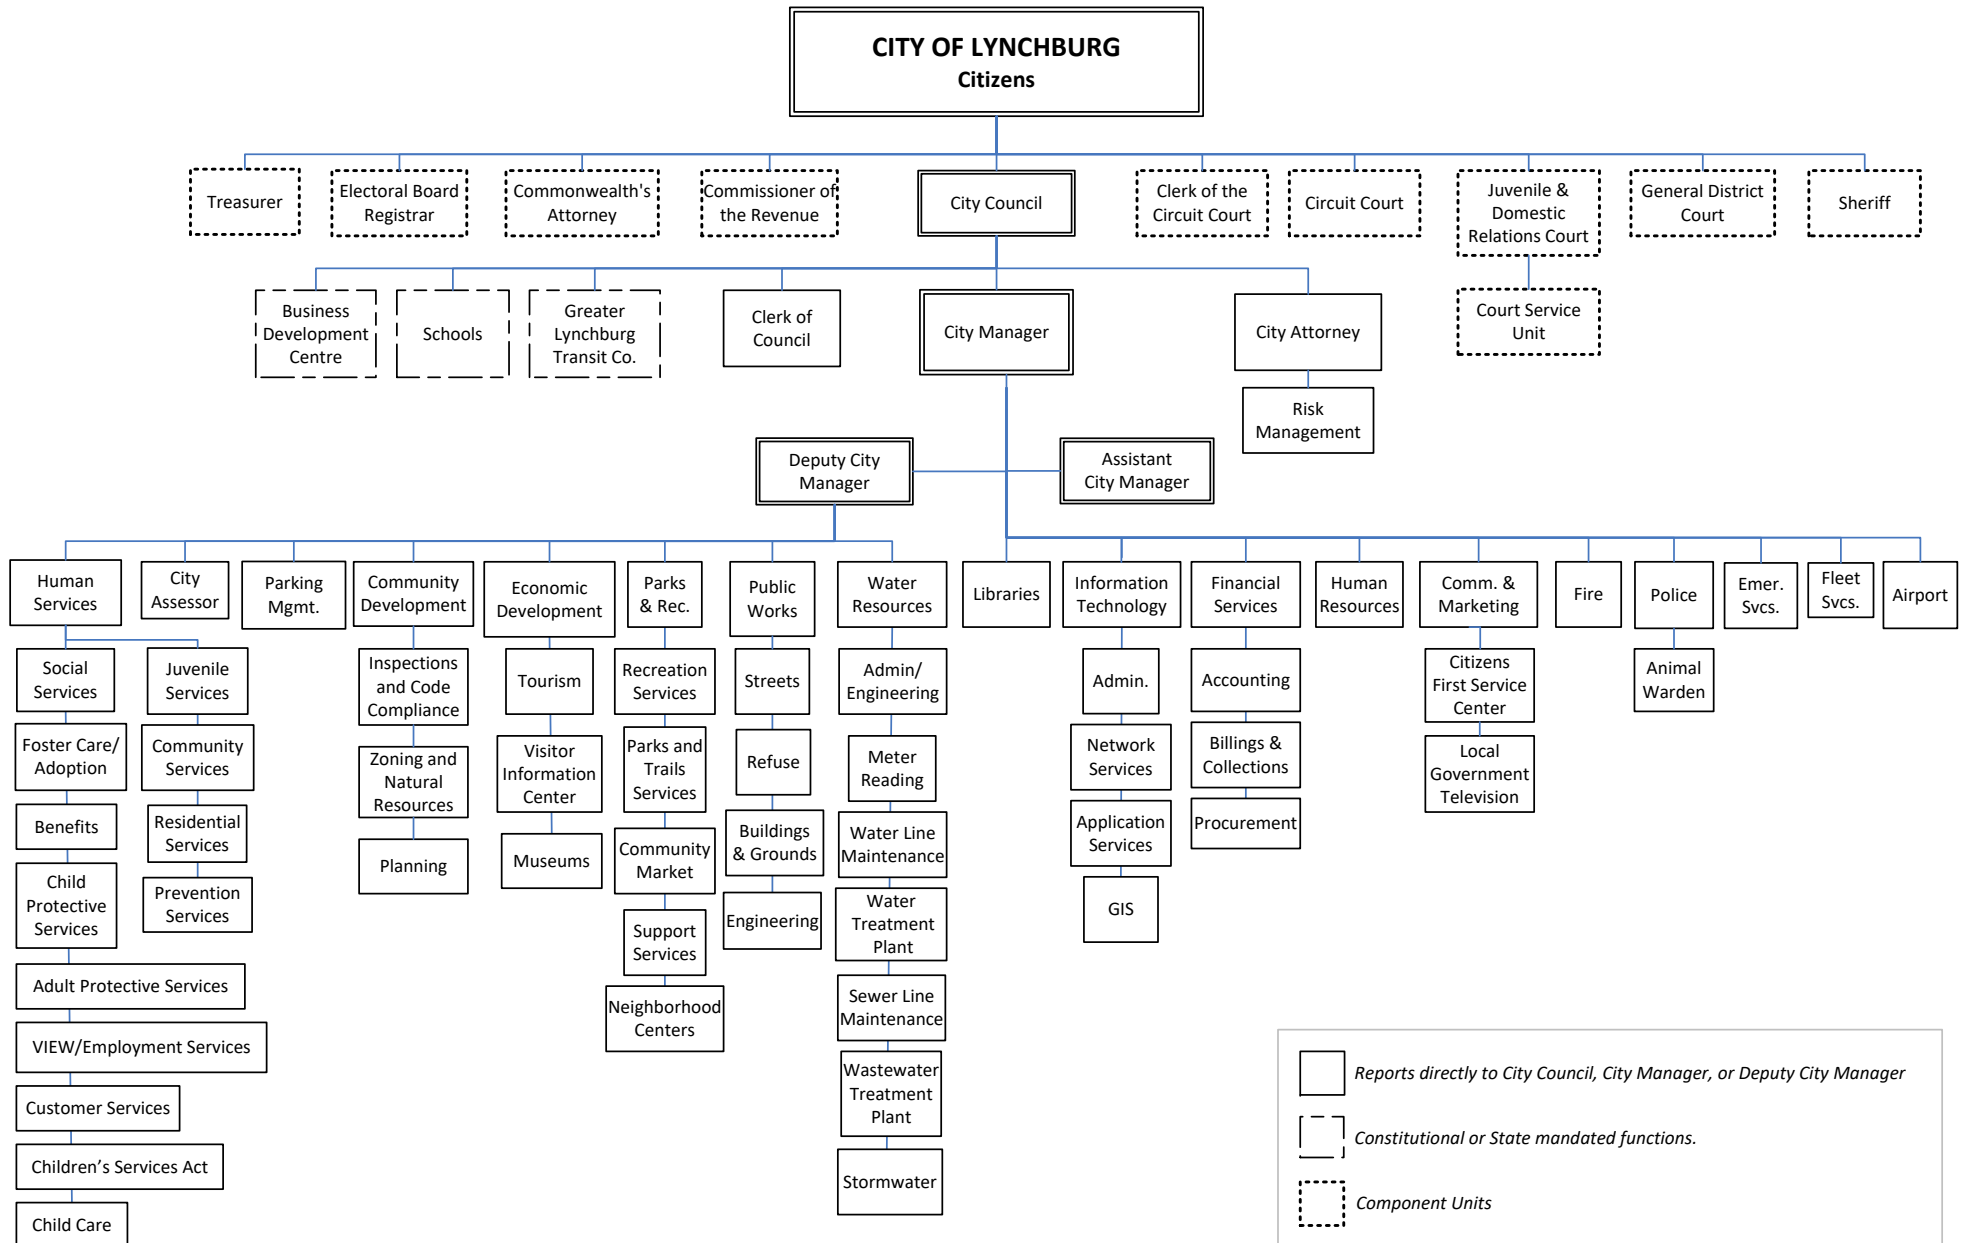 CITY OF LYNCHBURG
Citizens
Treasurer
Electoral Board
Registrar
Commonwealth's
Attorney
Commissioner of
the Revenue
City Council
Clerk of the
Circuit Court
Circuit Court
Juvenile &
Domestic
Relations Court
General District
Court
Sheriff
Business
Development
Centre
Schools
Greater
Lynchburg
Transit Co.
Clerk of
Council
City Manager
City Attorney
Court Service
Unit
Risk
Management
Deputy City
Manager
Assistant
City Manager
Human
Services
City
Assessor
Parking
Mgmt.
Community
Development
Economic
Development
Parks
& Rec.
Public
Works
Water
Resources
Libraries
Information
Technology
Financial
Services
Human
Resources
Comm. &
Marketing
Fire
Police
Emer.
Svcs.
Fleet
Svcs.
Airport
Social
Services
Foster Care/
Adoption
Benefits
Child
Protective
Services
Adult Protective Services
VIEW/Employment Services
Customer Services
Children’s Services Act
Child Care
Juvenile
Services
Community
Services
Residential
Services
Prevention
Services
Inspections
and Code
Compliance
Zoning and
Natural
Resources
Planning
Tourism
Visitor
Information
Center
Museums
Recreation
Services
Parks and
Trails
Services
Community
Market
Support
Services
Neighborhood
Centers
Streets
Refuse
Buildings
& Grounds
Engineering
Admin/
Engineering
Meter
Reading
Water Line
Maintenance
Water
Treatment
Plant
Sewer Line
Maintenance
Wastewater
Treatment
Plant
Stormwater
Admin.
Network
Services
Application
Services
GIS
Accounting
Billings &
Collections
Procurement
Citizens
First Service
Center
Local
Government
Television
Animal
Warden
Reports directly to City Council, City Manager, or Deputy City Manager
Constitutional or State mandated functions.
Component Units